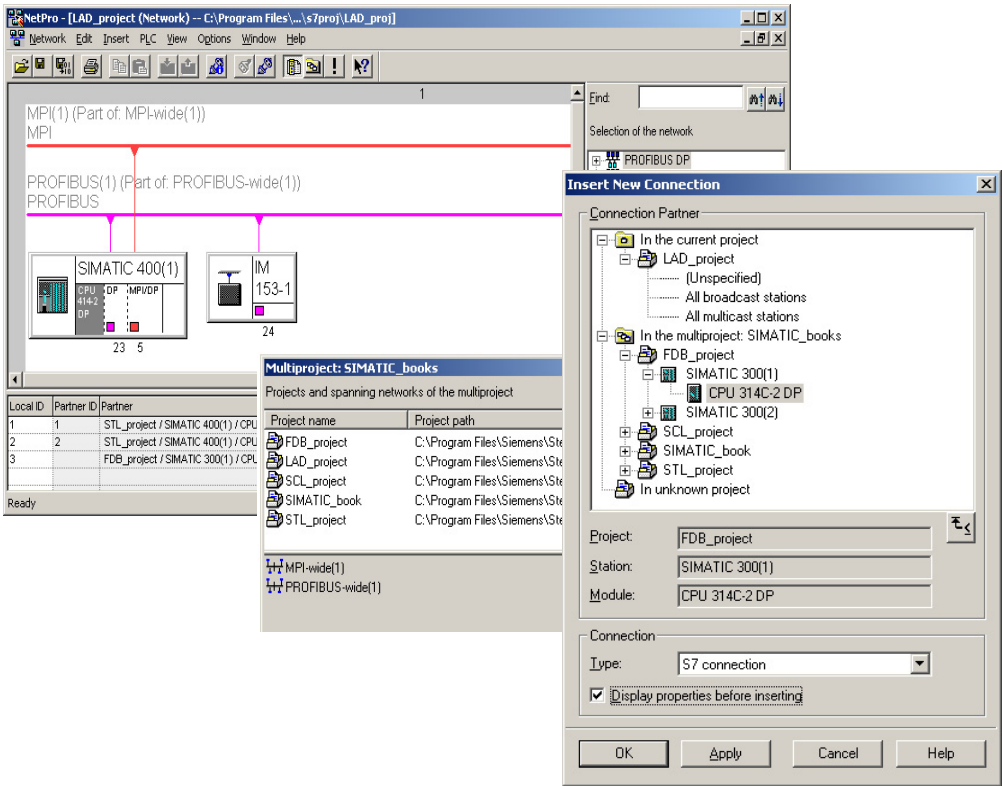 NetPro - [LAD_project (Network) -- C:\Program Files\...\s7proj\LAD_proj]
Network Edit Insert PLC View Options Window Help
1
MPI(1) (Part of: MPI-wide(1))
MPI
PROFIBUS(1) (Part of: PROFIBUS-wide(1))
PROFIBUS
SIMATIC 400(1)
CPU 414-2 DP
DP
MPI/DP
23 5
IM
153-1
24
Find:
Selection of the network
PROFIBUS DP
Local ID Partner ID Partner
1 1 STL_project / SIMATIC 400(1) / CPU
2 2 STL_project / SIMATIC 400(1) / CPU
3 FDB_project / SIMATIC 300(1) / CPU
Ready
Multiproject: SIMATIC_books
Projects and spanning networks of the multiproject
Project name Project path
FDB_project C:\Program Files\Siemens\Ste
LAD_project C:\Program Files\Siemens\Ste
SCL_project C:\Program Files\Siemens\Ste
SIMATIC_book C:\Program Files\Siemens\Ste
STL_project C:\Program Files\Siemens\Ste
MPI-wide(1)
PROFIBUS-wide(1)
Insert New Connection
Connection Partner
In the current project
LAD_project
(Unspecified)
All broadcast stations
All multicast stations
In the multiproject: SIMATIC_books
FDB_project
SIMATIC 300(1)
CPU 314C-2 DP
SIMATIC 300(2)
SCL_project
SIMATIC_book
STL_project
In unknown project
Project: FDB_project
Station: SIMATIC 300(1)
Module: CPU 314C-2 DP
Connection
Type: S7 connection
Display properties before inserting
OK Apply Cancel Help